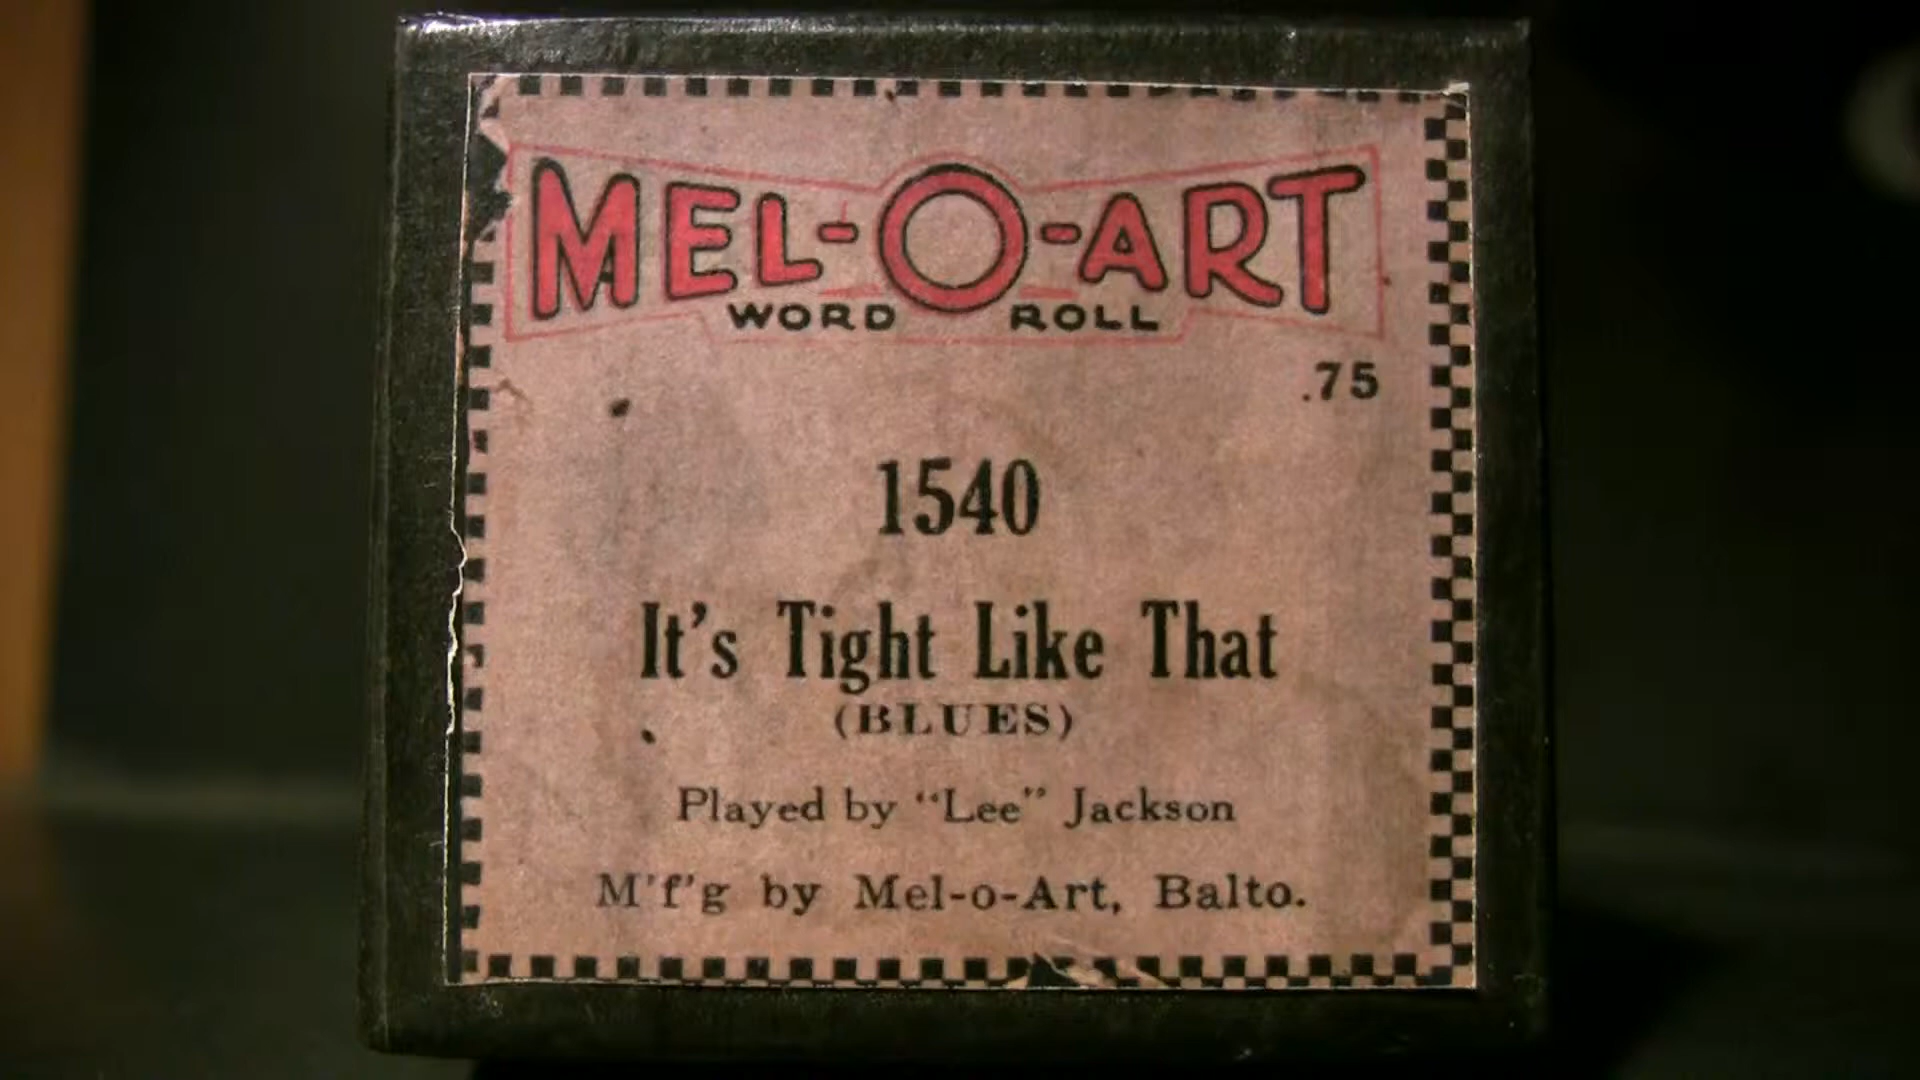 MEL-O-ART
WORD ROLL
.75
1540
It's Tight Like That
(BLUES)
Played by "Lee" Jackson
M'f'g by Mel-o-Art, Balto.